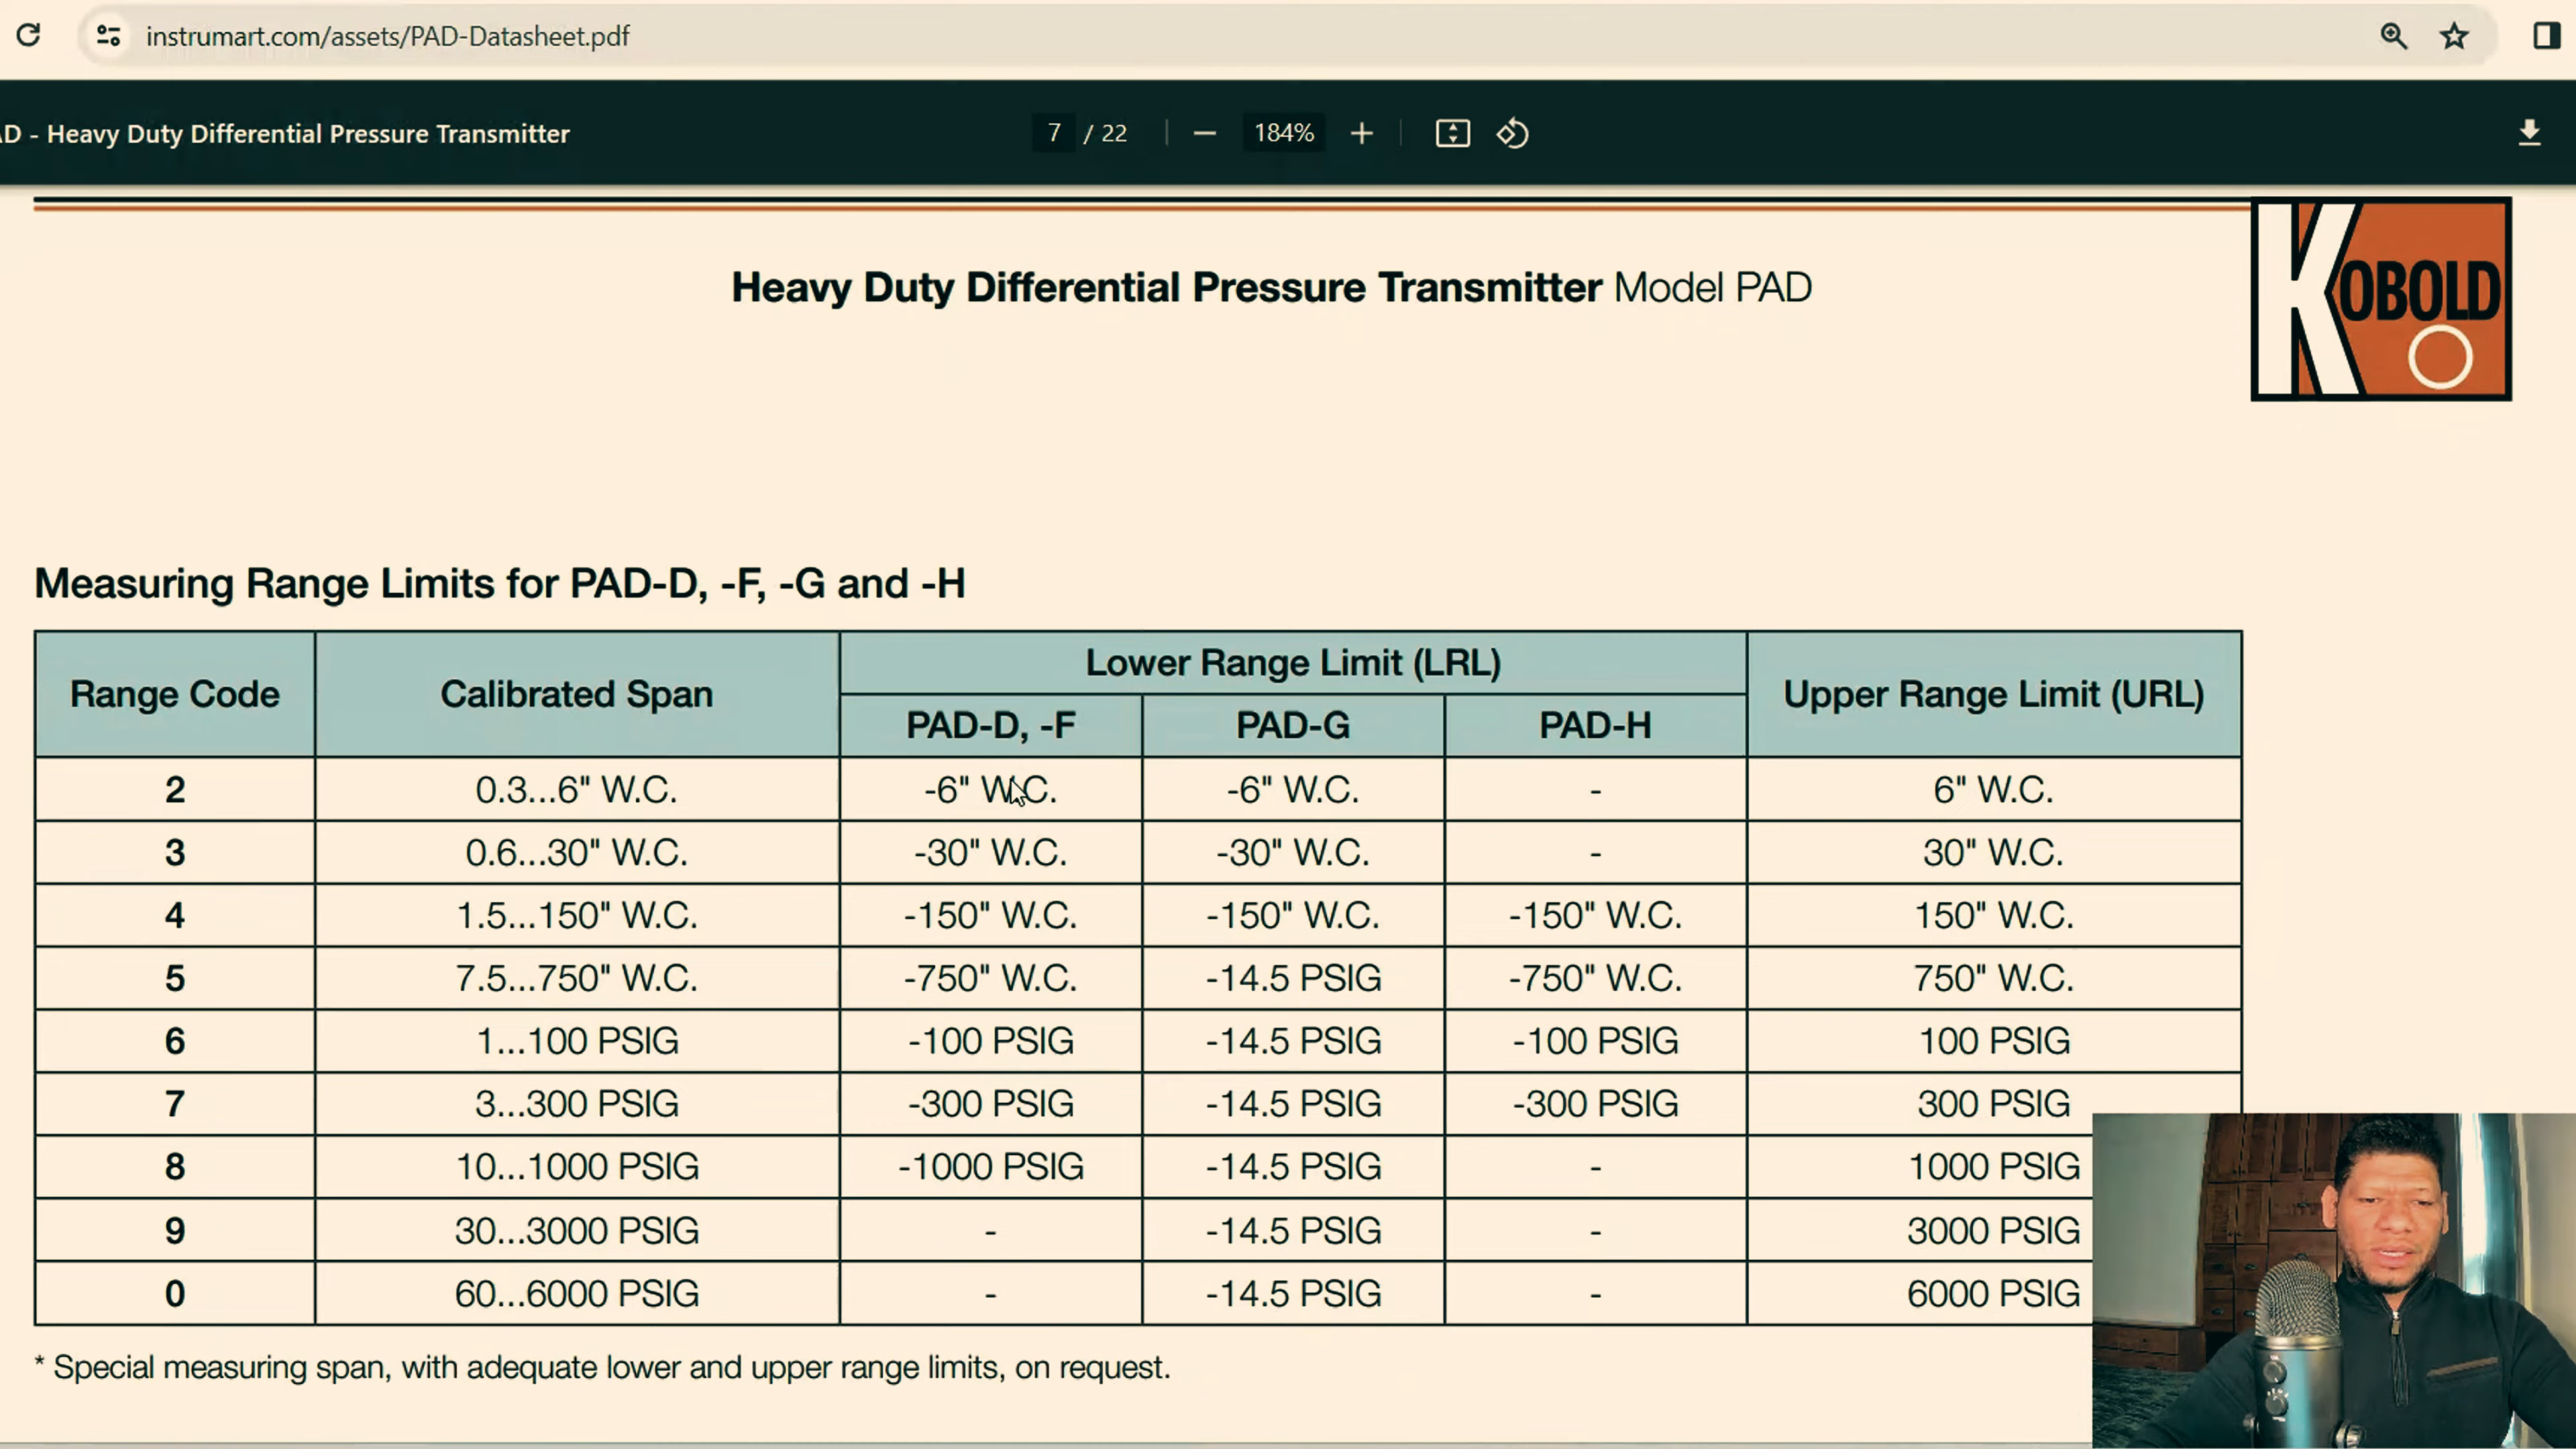 instrumart.com/assets/PAD-Datasheet.pdf
D - Heavy Duty Differential Pressure Transmitter 7 / 22 184%
Heavy Duty Differential Pressure Transmitter Model PAD
KOBOLD
Measuring Range Limits for PAD-D, -F, -G and -H
Range Code Calibrated Span Lower Range Limit (LRL) Upper Range Limit (URL)
PAD-D, -F PAD-G PAD-H
2 0.3...6" W.C. -6" W.C. -6" W.C. - 6" W.C.
3 0.6...30" W.C. -30" W.C. -30" W.C. - 30" W.C.
4 1.5...150" W.C. -150" W.C. -150" W.C. -150" W.C. 150" W.C.
5 7.5...750" W.C. -750" W.C. -14.5 PSIG -750" W.C. 750" W.C.
6 1...100 PSIG -100 PSIG -14.5 PSIG -100 PSIG 100 PSIG
7 3...300 PSIG -300 PSIG -14.5 PSIG -300 PSIG 300 PSIG
8 10...1000 PSIG -1000 PSIG -14.5 PSIG - 1000 PSIG
9 30...3000 PSIG - -14.5 PSIG - 3000 PSIG
0 60...6000 PSIG - -14.5 PSIG - 6000 PSIG
* Special measuring span, with adequate lower and upper range limits, on request.